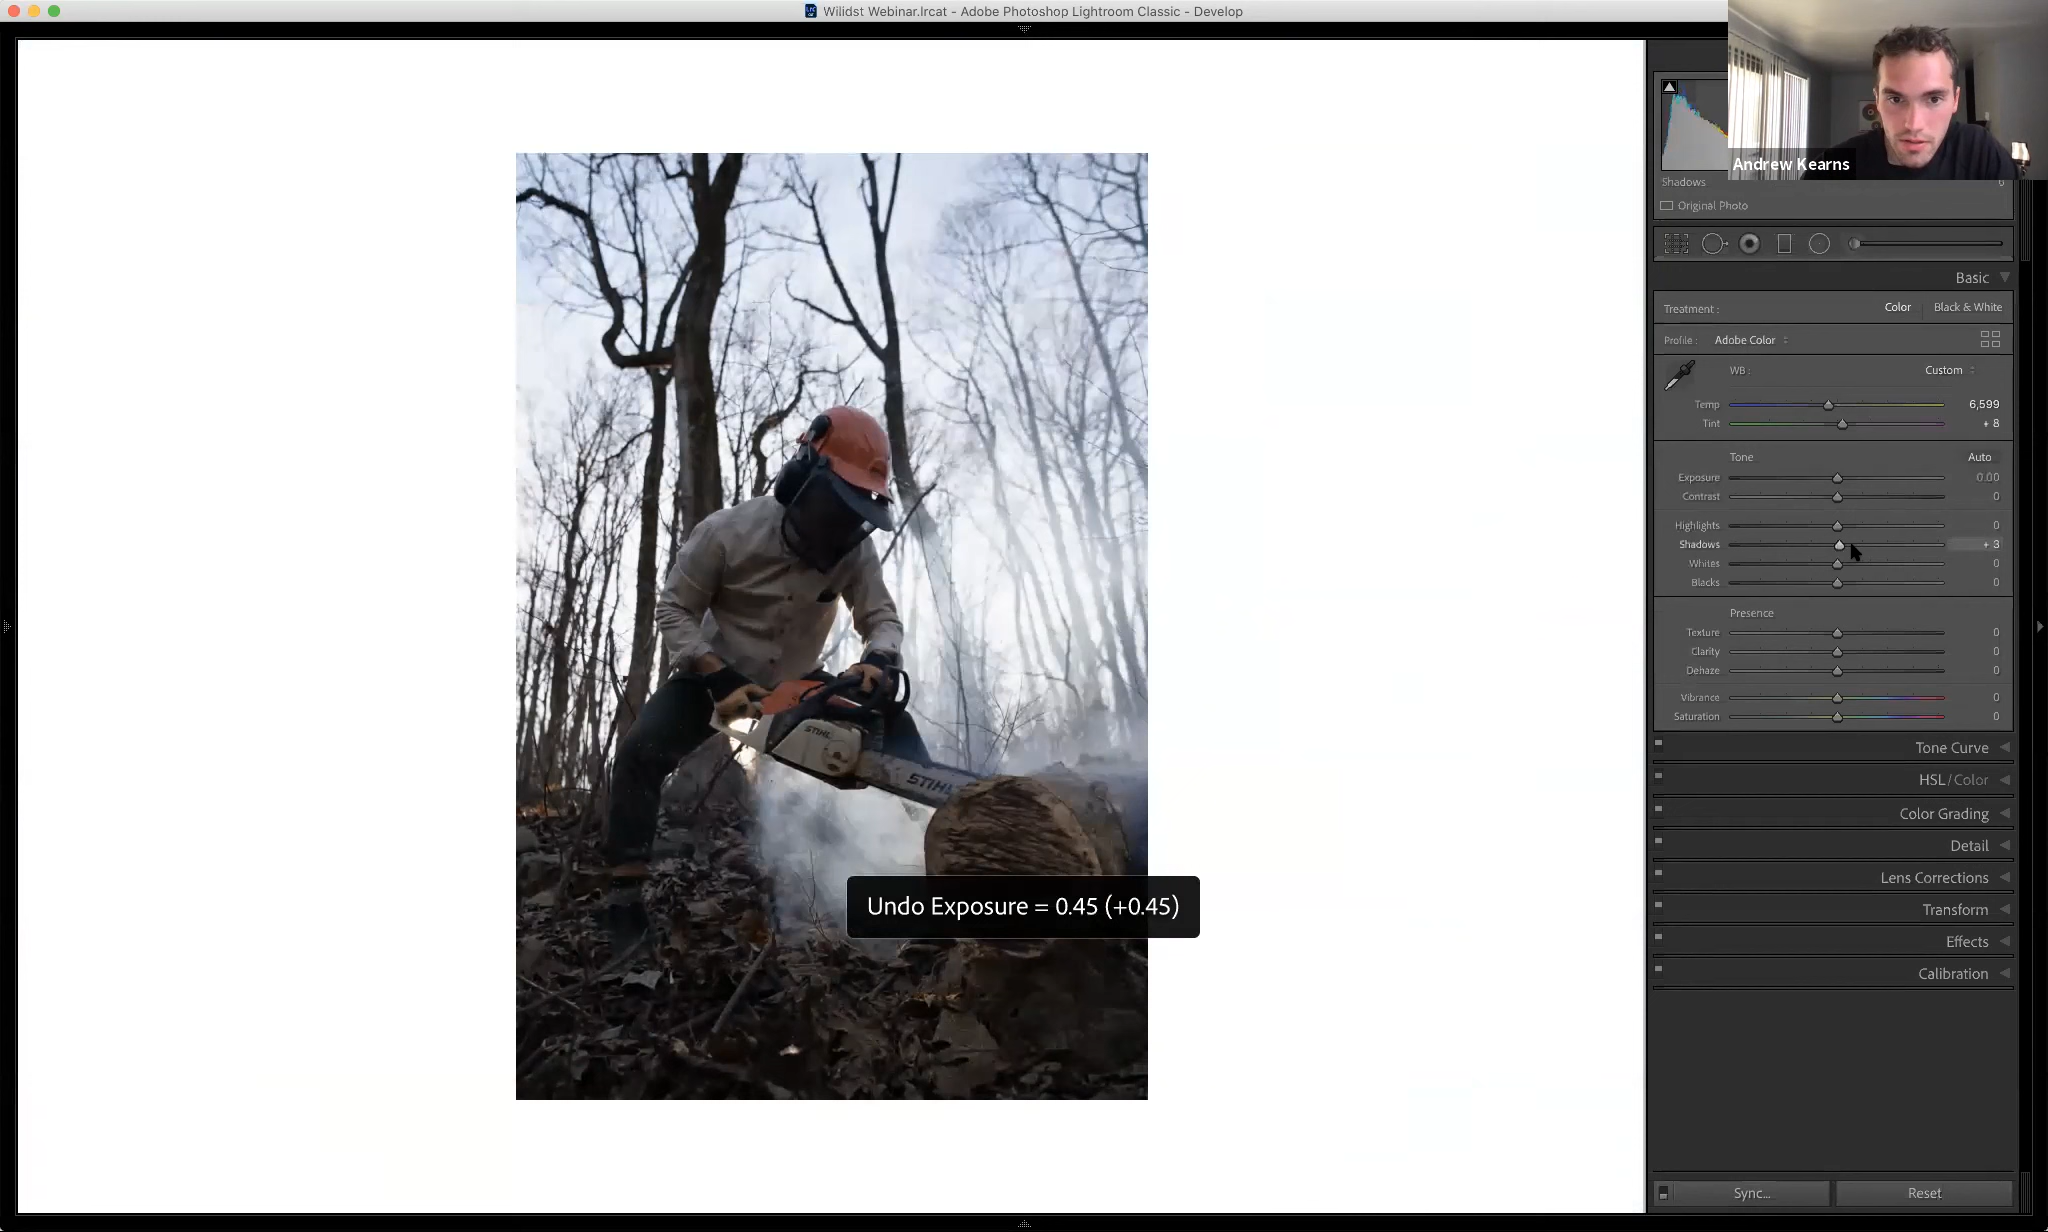 Wilidst Webinar.lrcat - Adobe Photoshop Lightroom Classic - Develop
Andrew Kearns
Shadows
Original Photo
Basic
Treatment : Color Black & White
Profile : Adobe Color
WB : Custom
Temp 6,599
Tint + 8
Tone Auto
Exposure 0.00
Contrast 0
Highlights 0
Shadows + 3
Whites 0
Blacks 0
Presence
Texture 0
Clarity 0
Dehaze 0
Vibrance 0
Saturation 0
Tone Curve
HSL / Color
Color Grading
Detail
Lens Corrections
Transform
Effects
Calibration
Sync... Reset
STIHL
STIHL
Undo Exposure = 0.45 (+0.45)